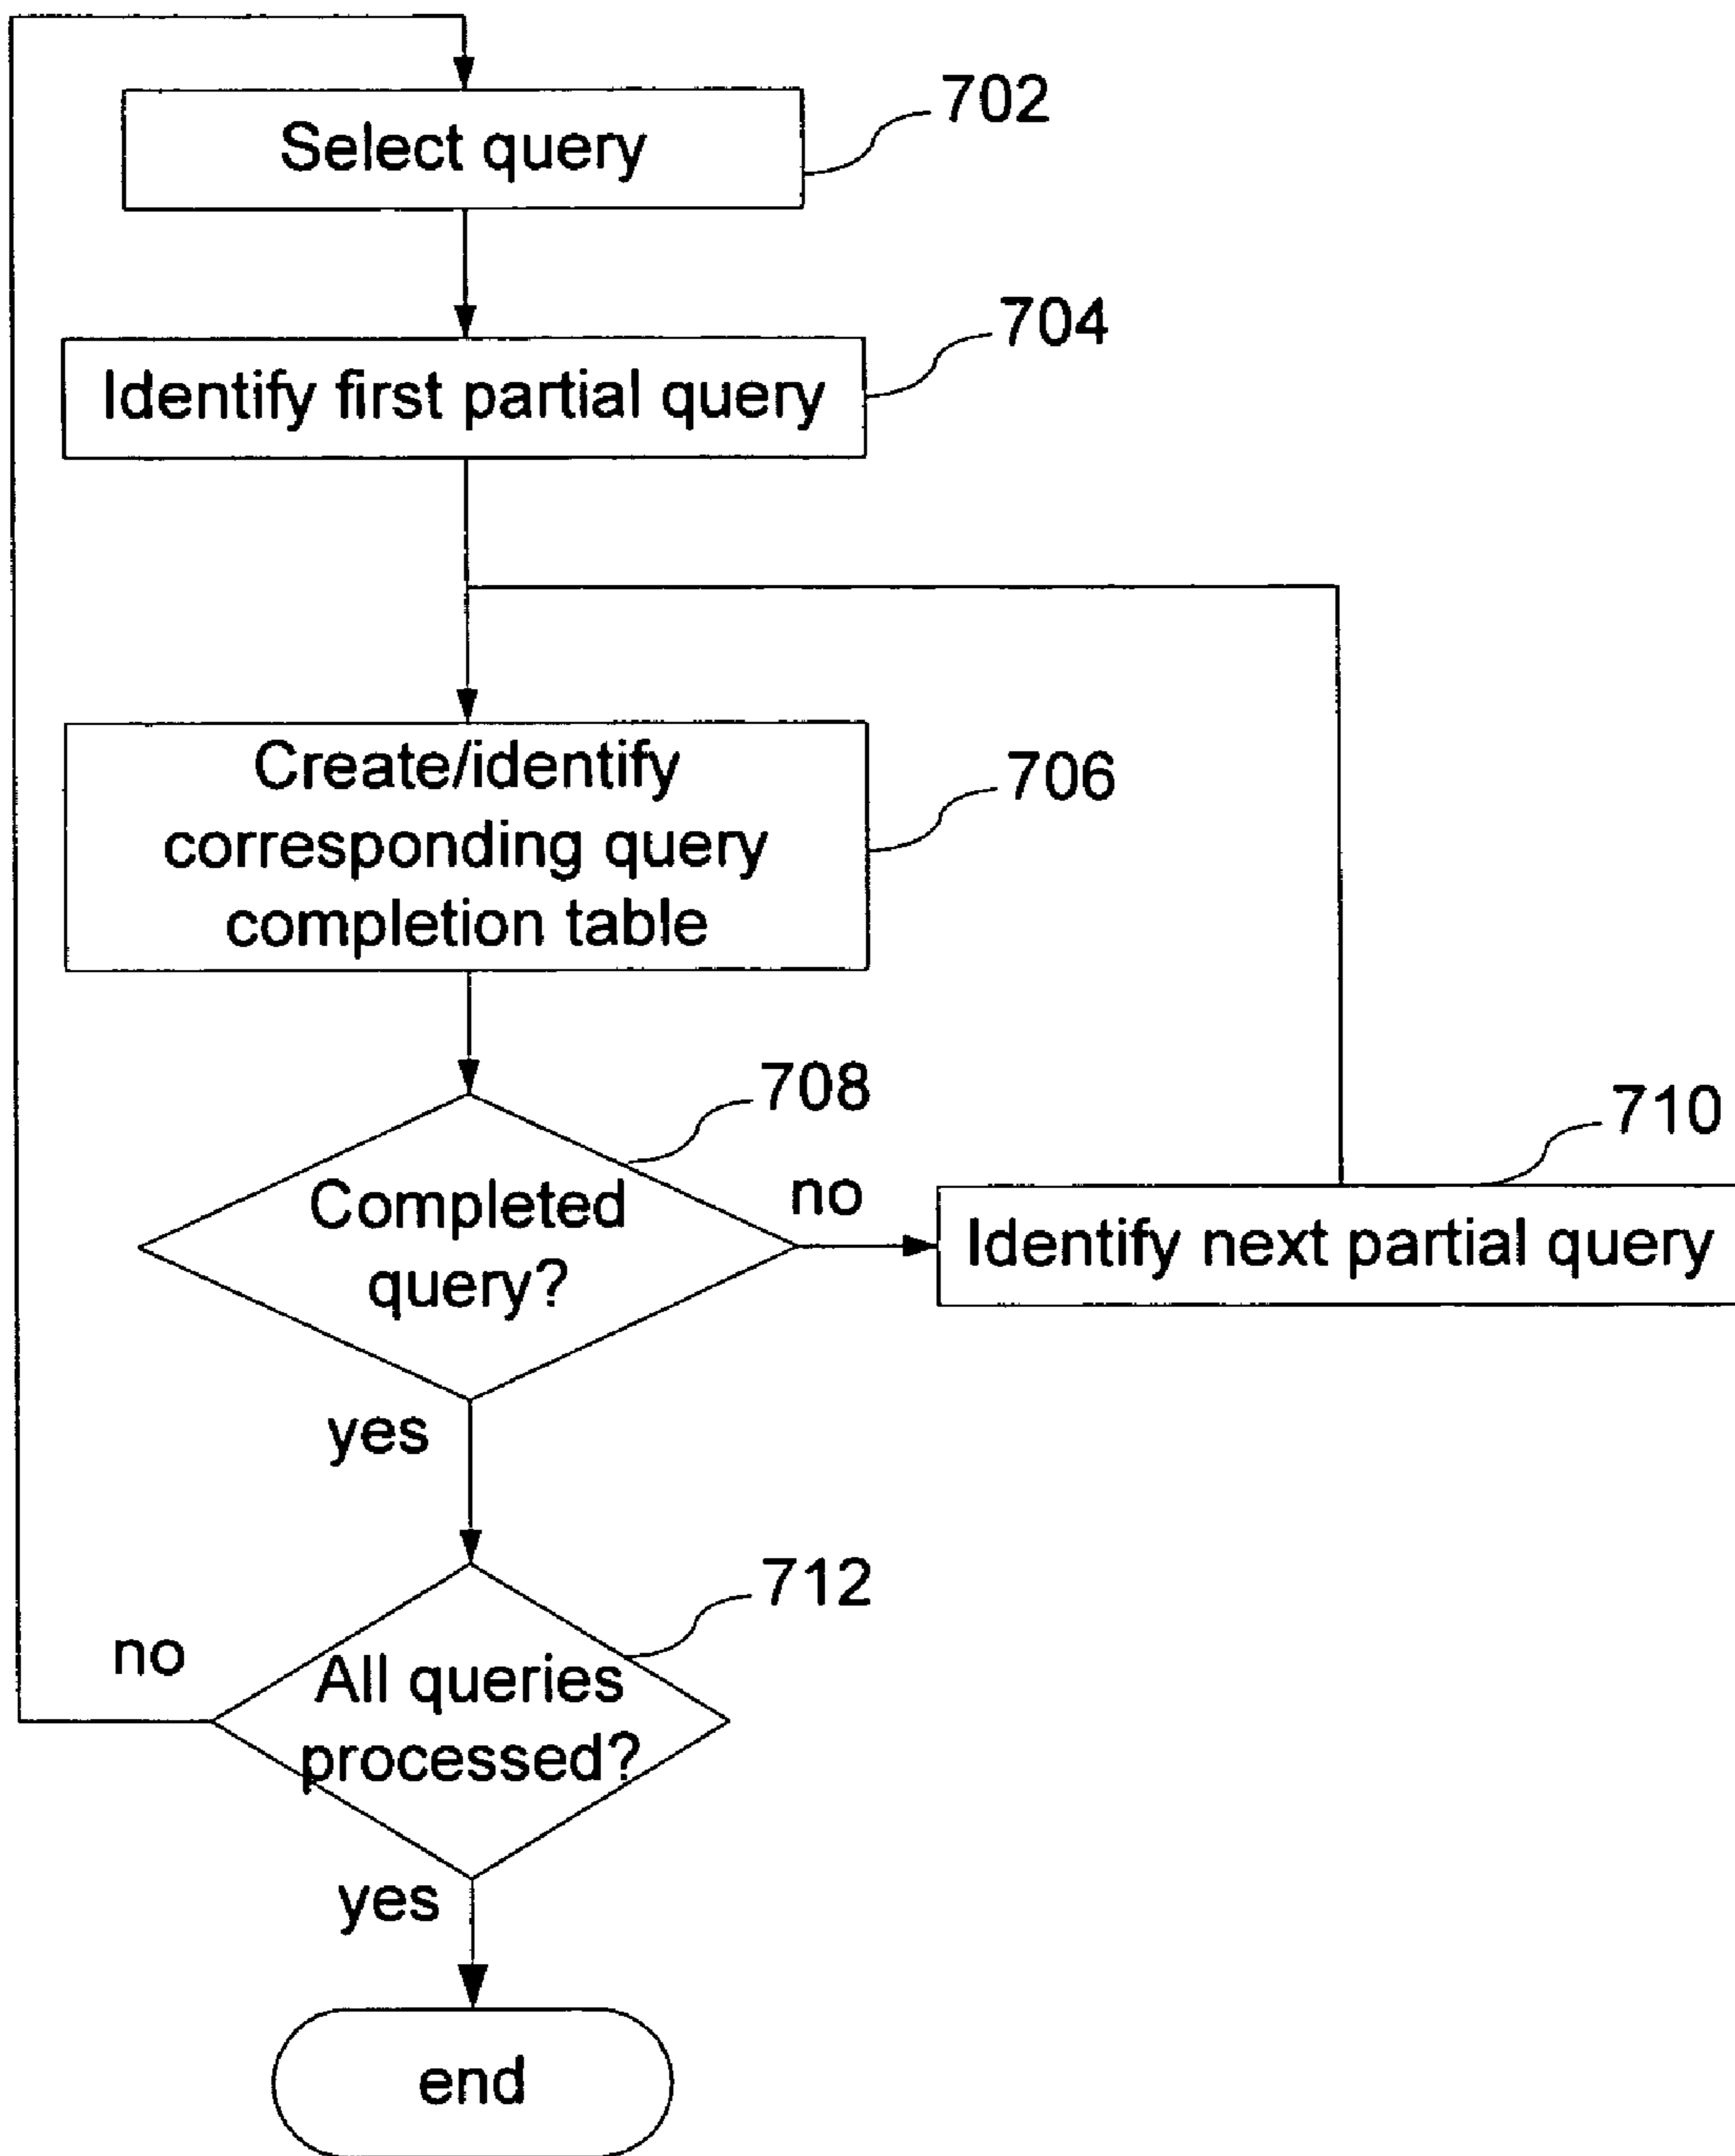 702
Select query
704
Identify first partial query
706
Create/identify
corresponding query
completion table
708
Completed
query?
no
710
Identify next partial query
yes
712
no
All queries
processed?
yes
end